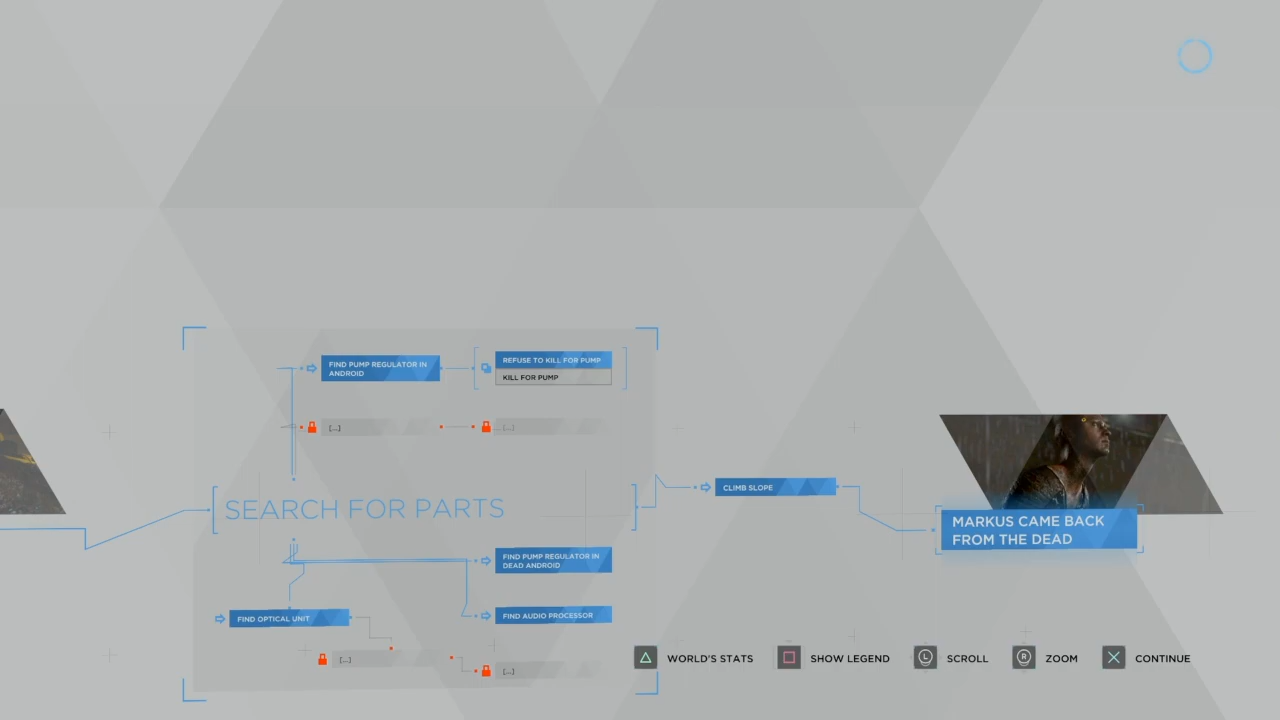 FIND PUMP REGULATOR IN
ANDROID
REFUSE TO KILL FOR PUMP
KILL FOR PUMP
[...]
[...]
SEARCH FOR PARTS
CLIMB SLOPE
MARKUS CAME BACK
FROM THE DEAD
FIND PUMP REGULATOR IN
DEAD ANDROID
FIND OPTICAL UNIT
FIND AUDIO PROCESSOR
[...]
[...]
WORLD'S STATS
SHOW LEGEND
L
SCROLL
R
ZOOM
CONTINUE